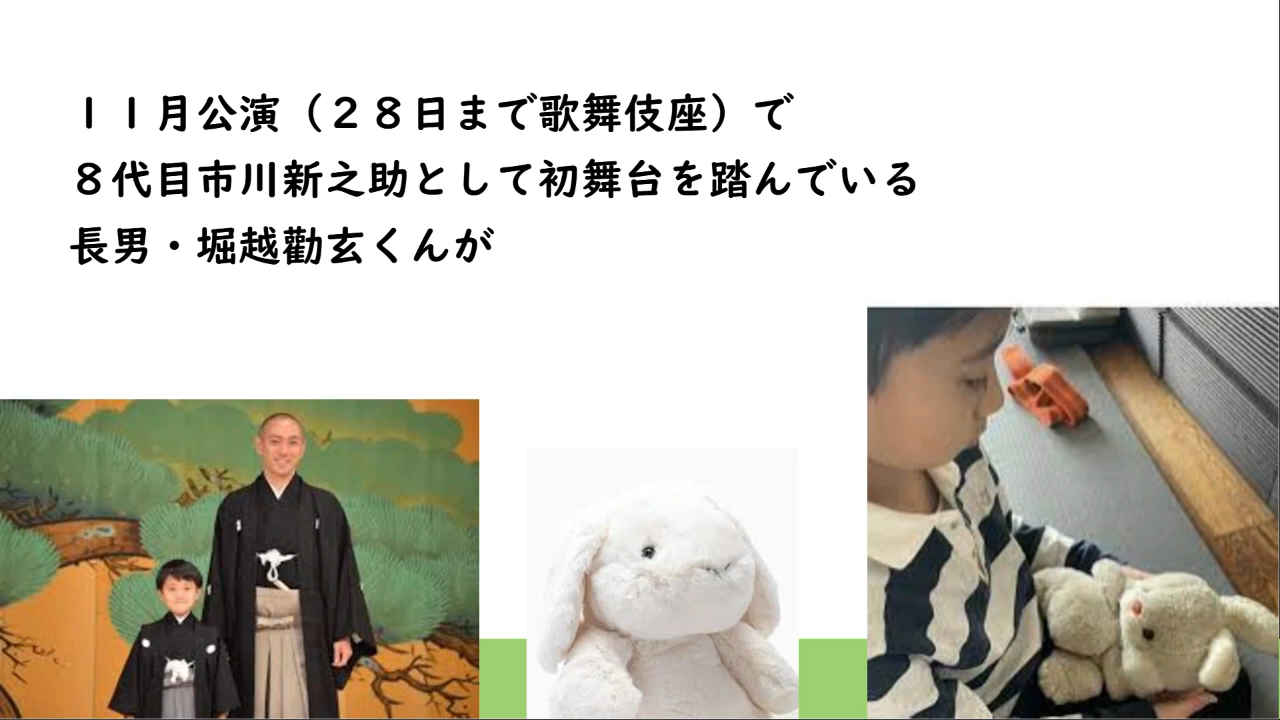 １１月公演（２８日まで歌舞伎座）で
８代目市川新之助として初舞台を踏んでいる
長男・堀越勸玄くんが